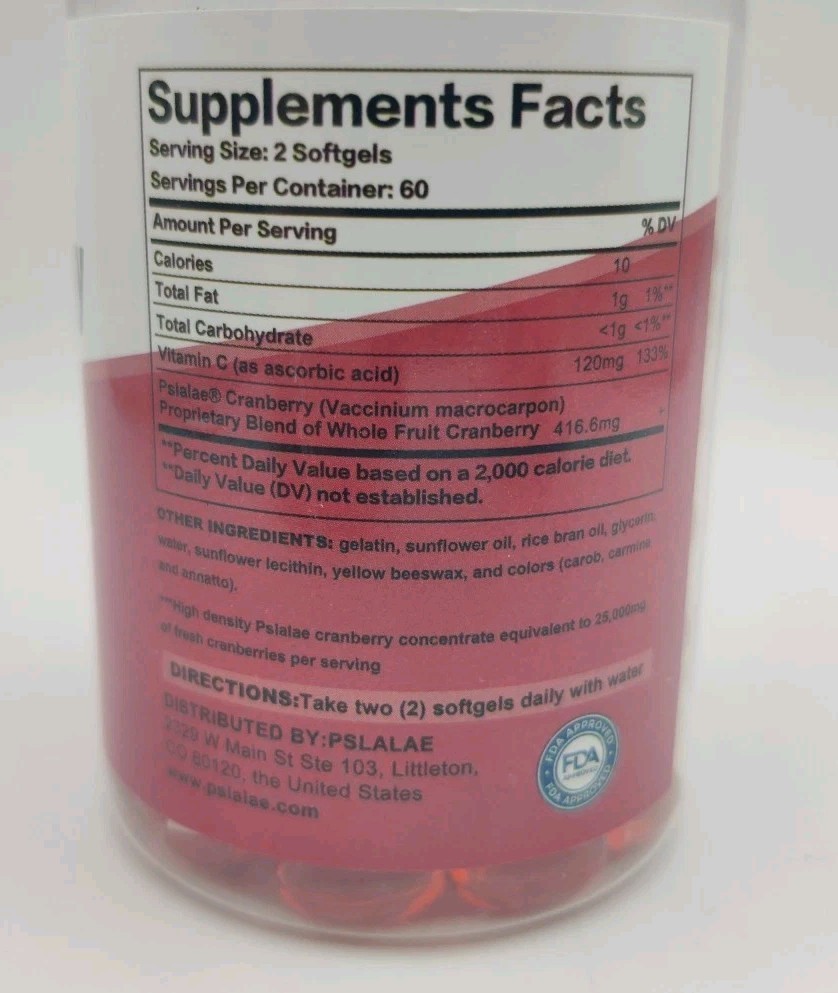 Supplements Facts
Serving Size: 2 Softgels
Servings Per Container: 60
Amount Per Serving % DV
Calories 10
Total Fat 1g 1%**
Total Carbohydrate <1g <1%**
Vitamin C (as ascorbic acid) 120mg 133%
Pslalae® Cranberry (Vaccinium macrocarpon)
Proprietary Blend of Whole Fruit Cranberry 416.6mg
**Percent Daily Value based on a 2,000 calorie diet.
**Daily Value (DV) not established.
OTHER INGREDIENTS: gelatin, sunflower oil, rice bran oil, glycerin,
water, sunflower lecithin, yellow beeswax, and colors (carob, carmine
and annatto).
***High density Pslalae cranberry concentrate equivalent to 25,000mg
of fresh cranberries per serving
DIRECTIONS:Take two (2) softgels daily with water
DISTRIBUTED BY:PSLALAE
2329 W Main St Ste 103, Littleton,
CO 80120, the United States
www.pslalae.com
FDA APPROVED
FDA
FDA APPROVED